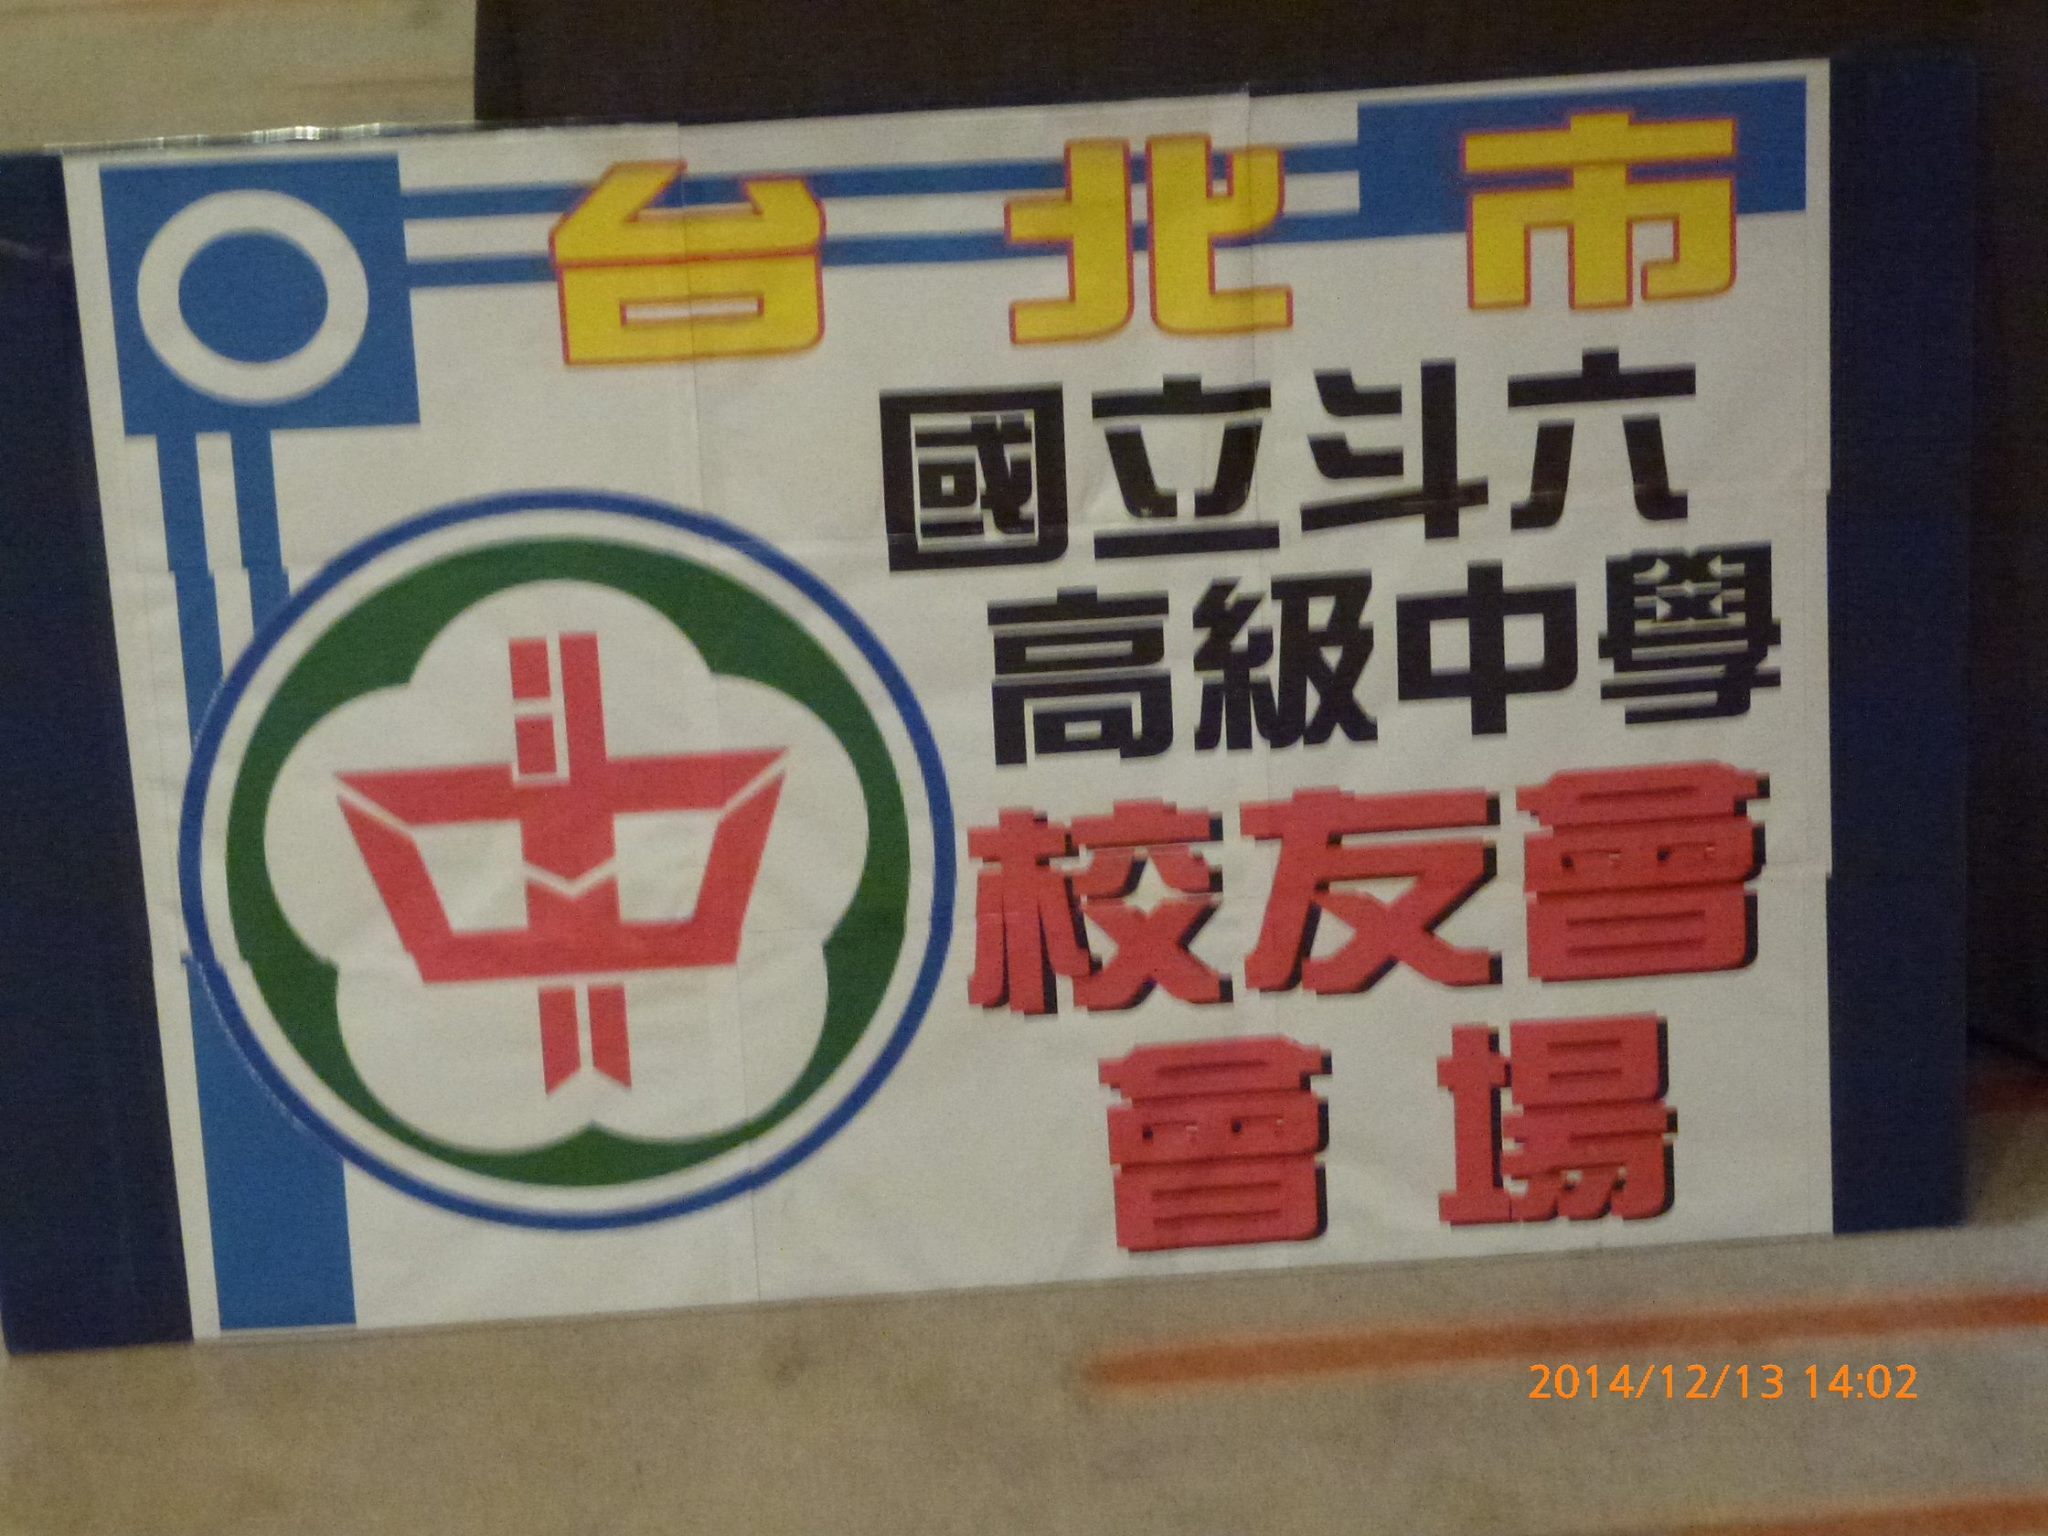 台北市
國立斗六
高級中學
校友會
會場
2014/12/13 14:02